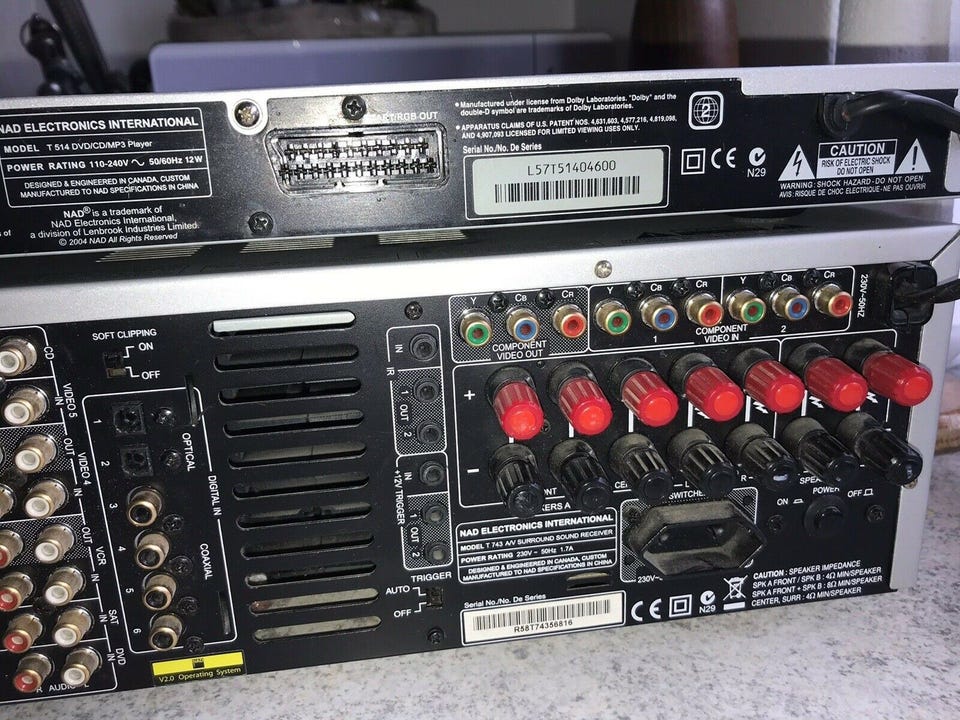 NAD ELECTRONICS INTERNATIONAL
MODEL T 514 DVD/CD/MP3 Player
POWER RATING 110-240V ~ 50/60Hz 12W
DESIGNED & ENGINEERED IN CANADA, CUSTOM
MANUFACTURED TO NAD SPECIFICATIONS IN CHINA
NAD® is a trademark of
NAD Electronics International,
a division of Lenbrook Industries Limited.
© 2004 NAD All Rights Reserved
s of
RT/RGB OUT
• Manufactured under license from Dolby Laboratories. "Dolby" and the
double-D symbol are trademarks of Dolby Laboratories.
• APPARATUS CLAIMS OF U.S. PATENT NOS. 4,631,603, 4,577,216, 4,819,098,
and 4,907,093 LICENSED FOR LIMITED VIEWING USES ONLY.
Serial No./No. De Series
L57T51404600
2
CE
N29
CAUTION
RISK OF ELECTRIC SHOCK
DO NOT OPEN
WARNING: SHOCK HAZARD - DO NOT OPEN
AVIS: RISQUE DE CHOC ELECTRIQUE - NE PAS OUVRIR
SOFT CLIPPING
ON
OFF
CD
VIDEO 5
IN
OUT
VIDEO 4
IN
OUT
VCR
IN
SAT
IN
DVD
IN
R AUDIO L
1
2
3
4
5
6
OPTICAL
DIGITAL IN
COAXIAL
V2.0 Operating System
IN
IR
1
OUT
2
IN
+12V TRIGGER
1
OUT
2
TRIGGER
AUTO
OFF
Y CB CR
COMPONENT
VIDEO OUT
Y CB CR Y CB CR
1 COMPONENT 2
VIDEO IN
230V~50HZ
+
−
SWITCHED
230V~
POWER
ON OFF
NAD ELECTRONICS INTERNATIONAL
MODEL T 743 A/V SURROUND SOUND RECEIVER
POWER RATING 230V ~ 50Hz 1.7A
DESIGNED & ENGINEERED IN CANADA, CUSTOM
MANUFACTURED TO NAD SPECIFICATIONS IN CHINA
Serial No./No. De Series
R58T74356816
CE
N29
CAUTION : SPEAKER IMPEDANCE
SPK A FRONT / SPK B : 4Ω MIN/SPEAKER
SPK A FRONT + SPK B : 8Ω MIN/SPEAKER
CENTER, SURR : 4Ω MIN/SPEAKER